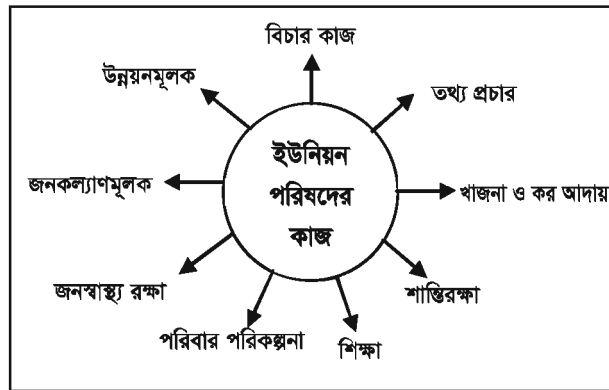 বিচার কাজ
উন্নয়নমূলক
তথ্য প্রচার
ইউনিয়ন
পরিষদের
কাজ
জনকল্যাণমূলক
খাজনা ও কর আদায়
জনস্বাস্থ্য রক্ষা
শান্তিরক্ষা
পরিবার পরিকল্পনা
শিক্ষা